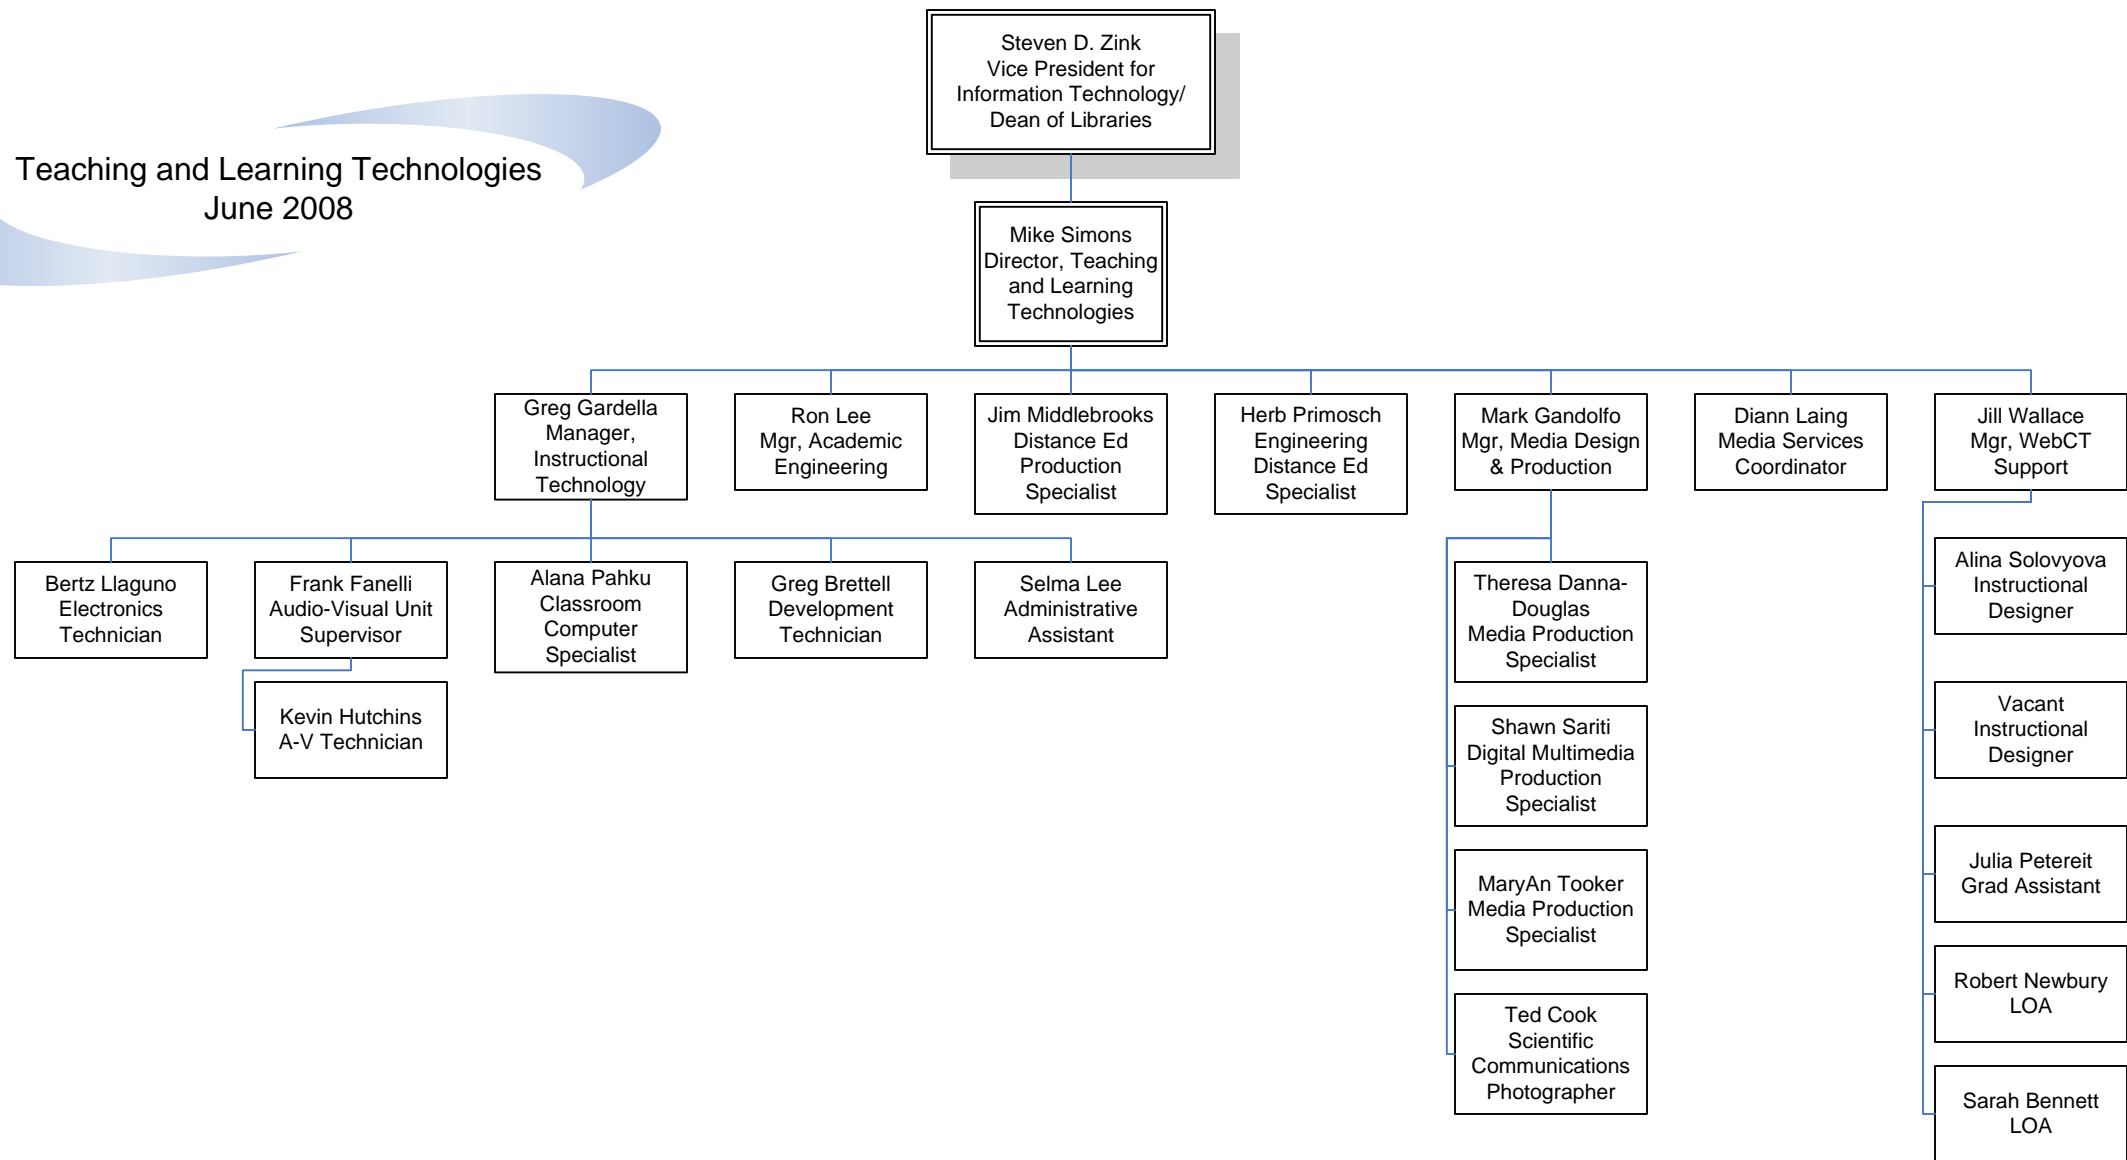 Steven D. Zink
Vice President for
Information Technology/
Dean of Libraries
Teaching and Learning Technologies
June 2008
Mike Simons
Director, Teaching
and Learning
Technologies
Greg Gardella
Manager,
Instructional
Technology
Ron Lee
Mgr, Academic
Engineering
Jim Middlebrooks
Distance Ed
Production
Specialist
Herb Primosch
Engineering
Distance Ed
Specialist
Mark Gandolfo
Mgr, Media Design
& Production
Diann Laing
Media Services
Coordinator
Jill Wallace
Mgr, WebCT
Support
Bertz Llaguno
Electronics
Technician
Frank Fanelli
Audio-Visual Unit
Supervisor
Alana Pahku
Classroom
Computer
Specialist
Greg Brettell
Development
Technician
Selma Lee
Administrative
Assistant
Kevin Hutchins
A-V Technician
Theresa Danna-
Douglas
Media Production
Specialist
Shawn Sariti
Digital Multimedia
Production
Specialist
MaryAn Tooker
Media Production
Specialist
Ted Cook
Scientific
Communications
Photographer
Alina Solovyova
Instructional
Designer
Vacant
Instructional
Designer
Julia Petereit
Grad Assistant
Robert Newbury
LOA
Sarah Bennett
LOA